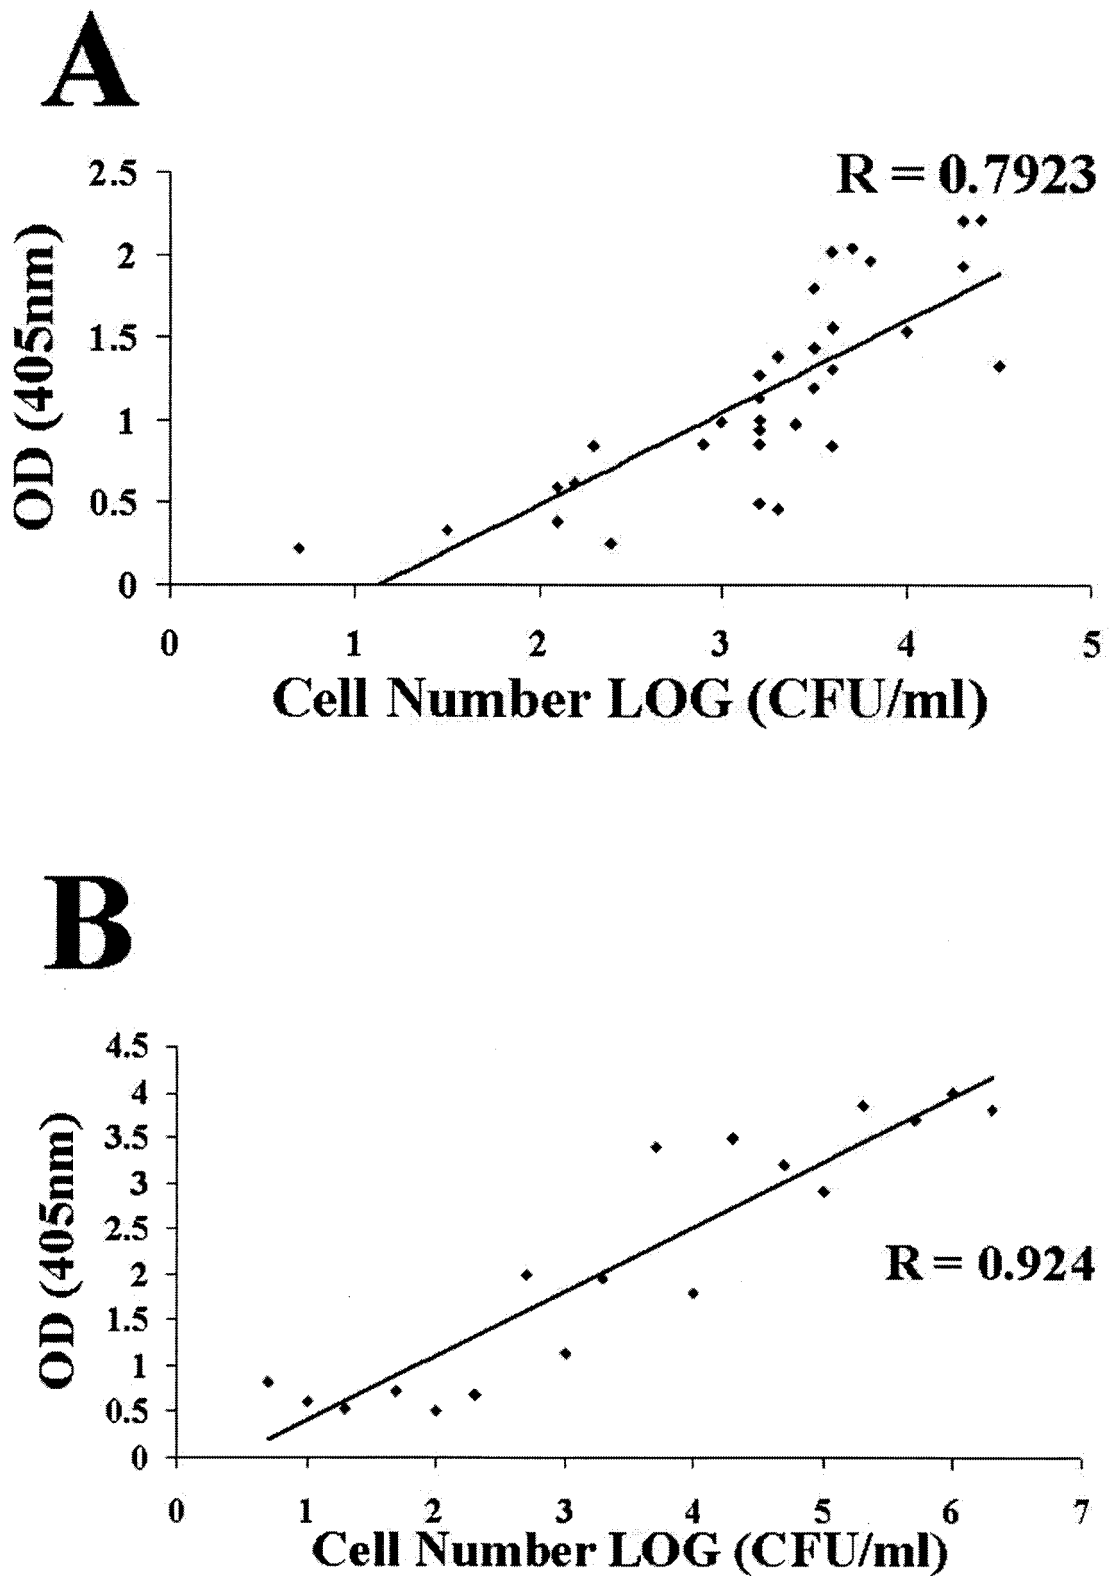 A
R = 0.7923
2.5
2
1.5
1
0.5
0
OD (405nm)
0 1 2 3 4 5
Cell Number LOG (CFU/ml)
B
4.5
4
3.5
3
2.5
2
1.5
1
0.5
0
OD (405nm)
R = 0.924
0 1 2 3 4 5 6 7
Cell Number LOG (CFU/ml)